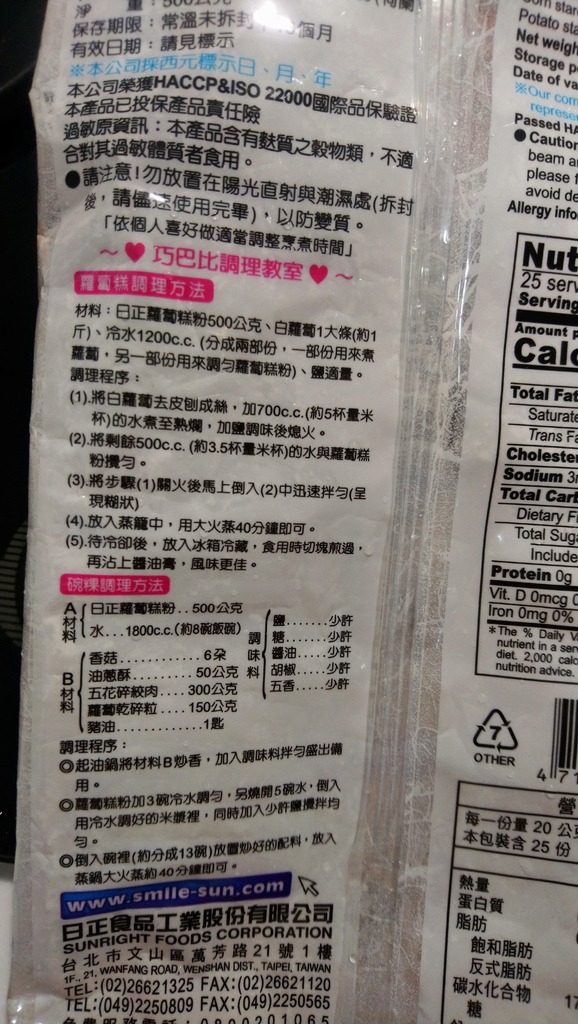 淨 重：500公克
保存期限：常溫未拆封 個月
有效日期：請見標示
※本公司採西元標示日、月、年
本公司榮獲HACCP&ISO 22000國際品保驗證
本產品已投保產品責任險
過敏原資訊：本產品含有麩質之穀物類，不適
合對其過敏體質者食用。
●請注意!勿放置在陽光直射與潮濕處(拆封
後，請儘速使用完畢)，以防變質。
「依個人喜好做適當調整烹煮時間」
～♥巧巴比調理教室♥～
蘿蔔糕調理方法
材料：日正蘿蔔糕粉500公克、白蘿蔔1大條(約1
斤)、冷水1200c.c. (分成兩部份，一部份用來煮
蘿蔔，另一部份用來調勻蘿蔔糕粉)、鹽適量。
調理程序：
(1).將白蘿蔔去皮刨成絲，加700c.c.(約5杯量米
杯)的水煮至熟爛，加鹽調味後熄火。
(2).將剩餘500c.c. (約3.5杯量米杯)的水與蘿蔔糕
粉攪勻。
(3).將步驟(1)關火後馬上倒入(2)中迅速拌勻(呈
現糊狀)
(4).放入蒸籠中，用大火蒸40分鐘即可。
(5).待冷卻後，放入冰箱冷藏，食用時切塊煎過，
再沾上醬油膏，風味更佳。
碗粿調理方法
A材料
日正蘿蔔糕粉..500公克
水...1800c.c.(約8碗飯碗)
B材料
香菇............6朵
油蔥酥..........50公克
五花碎絞肉....300公克
蘿蔔乾碎粒....150公克
豬油............1匙
調味料
鹽.......少許
糖.......少許
醬油.....少許
胡椒.....少許
五香.....少許
調理程序：
◎起油鍋將材料B炒香，加入調味料拌勻盛出備
用。
◎蘿蔔糕粉加3碗冷水調勻，另燒開5碗水，倒入
用冷水調好的米漿裡，同時加入少許鹽攪拌均
勻。
◎倒入碗裡(約分成13碗)放置炒好的配料，放入
蒸鍋大火蒸約40分鐘即可。
www.smile-sun.com
日正食品工業股份有限公司
SUNRIGHT FOODS CORPORATION
台北市文山區萬芳路21號1樓
1F., 21, WANFANG ROAD, WENSHAN DIST., TAIPEI, TAIWAN
TEL:(02)26621325 FAX:(02)26621120
TEL:(049)2250809 FAX:(049)2250565
免費服務電話：0800201065
Corn star
Potato sta
Net weigh
Storage p
Date of va
※Our com
represe
Passed HA
●Caution
beam a
please f
avoid de
Allergy info
Nut
25 serv
Serving
Amount p
Calo
Total Fat
Saturate
Trans Fa
Cholester
Sodium 3m
Total Carb
Dietary F
Total Suga
Include
Protein 0g
Vit. D 0mcg 0
Iron 0mg 0%
*The % Daily V
nutrient in a serv
diet. 2,000 calo
nutrition advice.
7
OTHER
4 71
營
每一份量 20 公
本包裝含 25 份
熱量
蛋白質
脂肪
飽和脂肪
反式脂肪
碳水化合物
糖